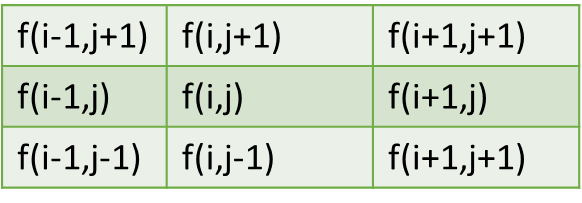 f(i-1,j+1) f(i,j+1) f(i+1,j+1)
f(i-1,j) f(i,j) f(i+1,j)
f(i-1,j-1) f(i,j-1) f(i+1,j+1)